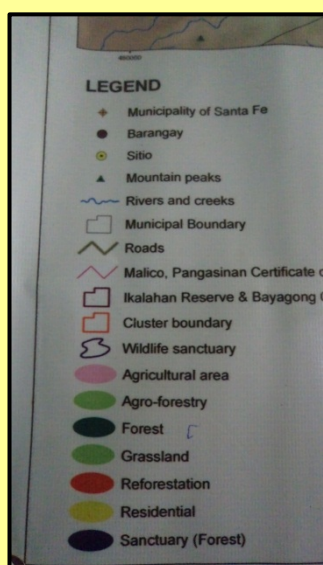 LEGEND
Municipality of Santa Fe
Barangay
Sitio
Mountain peaks
Rivers and creeks
Municipal Boundary
Roads
Malico, Pangasinan Certificate
Ikalahan Reserve & Bayagong
Cluster boundary
Wildlife sanctuary
Agricultural area
Agro-forestry
Forest
Grassland
Reforestation
Residential
Sanctuary (Forest)